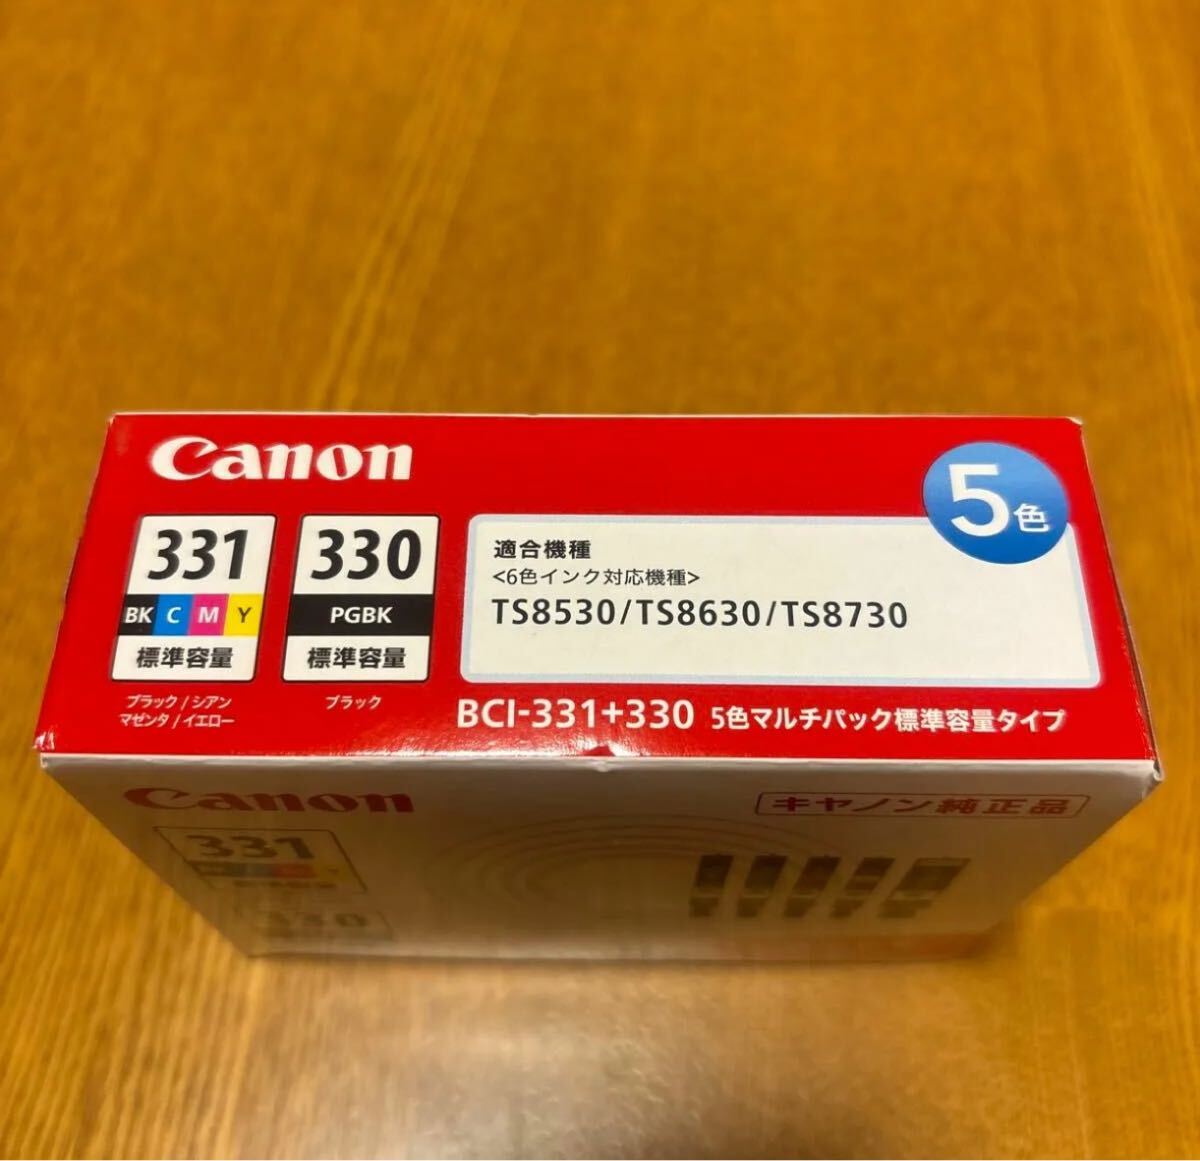 Canon
5色
331
BK C M Y
標準容量
ブラック/シアン
マゼンタ/イエロー
330
PGBK
標準容量
ブラック
適合機種
<6色インク対応機種>
TS8530/TS8630/TS8730
BCI-331+330 5色マルチパック標準容量タイプ
Canon
キヤノン純正品
331
330